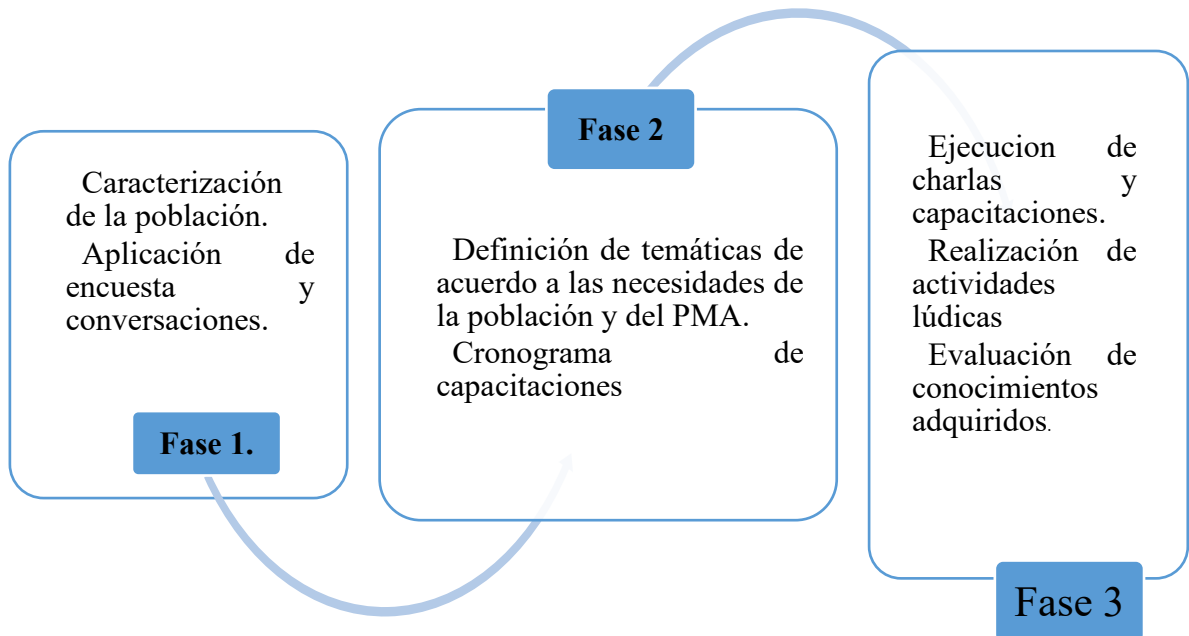 Caracterización
de la población.
Aplicación de
encuesta y
conversaciones.
Fase 1.
Fase 2
Definición de temáticas de
acuerdo a las necesidades de
la población y del PMA.
Cronograma de
capacitaciones
Ejecucion de
charlas y
capacitaciones.
Realización de
actividades
lúdicas
Evaluación de
conocimientos
adquiridos.
Fase 3